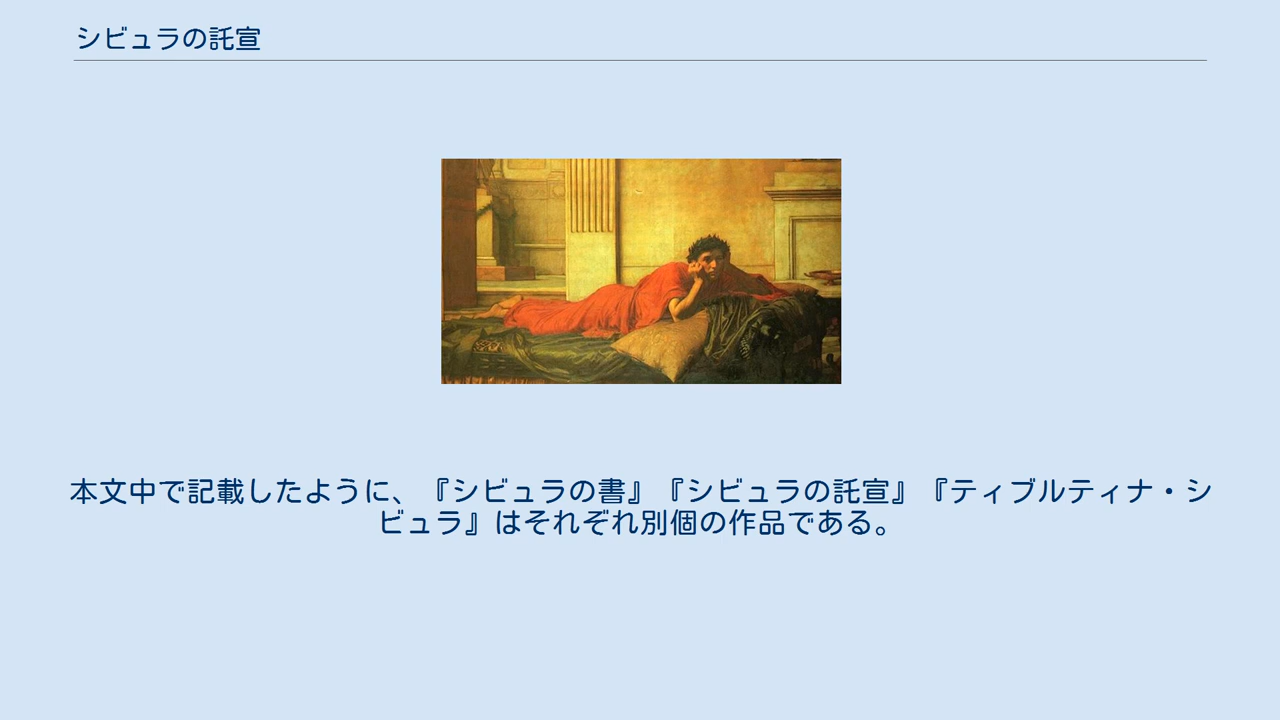 シビュラの託宣
本文中で記載したように、『シビュラの書』『シビュラの託宣』『ティブルティナ・シ
ビュラ』はそれぞれ別個の作品である。